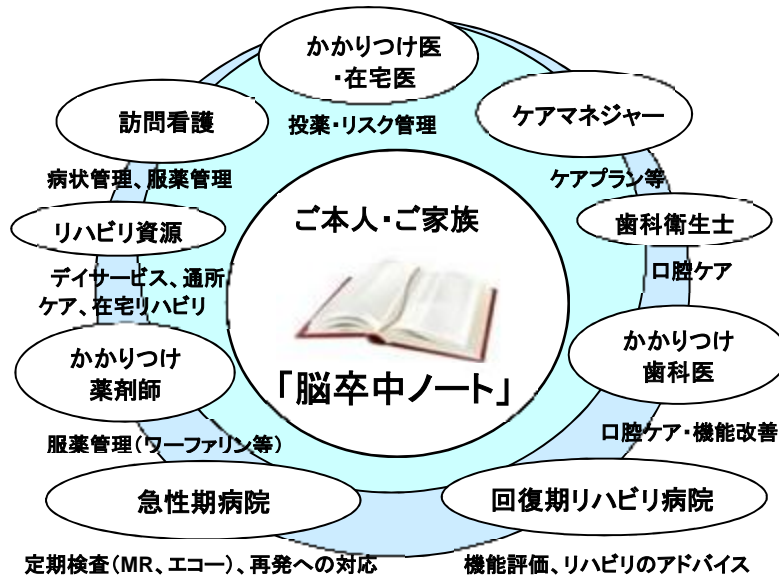 かかりつけ医
・在宅医
投薬・リスク管理
訪問看護
病状管理、服薬管理
ケアマネジャー
ケアプラン等
リハビリ資源
デイサービス、通所
ケア、在宅リハビリ
ご本人・ご家族
「脳卒中ノート」
歯科衛生士
口腔ケア
かかりつけ
薬剤師
服薬管理（ワーファリン等）
かかりつけ
歯科医
口腔ケア・機能改善
急性期病院
定期検査（MR、エコー）、再発への対応
回復期リハビリ病院
機能評価、リハビリのアドバイス